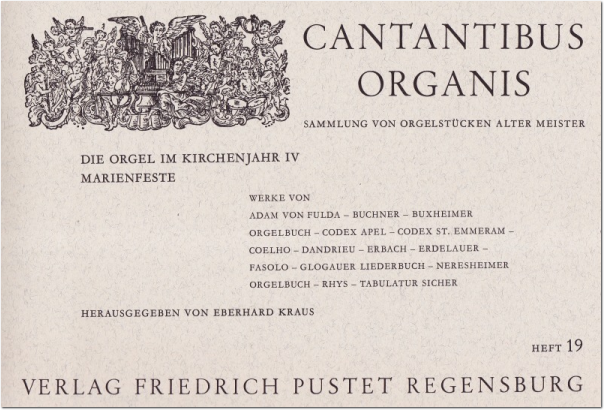 CANTANTIBUS
ORGANIS
SAMMLUNG VON ORGELSTÜCKEN ALTER MEISTER
DIE ORGEL IM KIRCHENJAHR IV
MARIENFESTE
WERKE VON
ADAM VON FULDA – BUCHNER – BUXHEIMER
ORGELBUCH – CODEX APEL – CODEX ST. EMMERAM –
COELHO – DANDRIEU – ERBACH – ERDELAUER –
FASOLO – GLOGAUER LIEDERBUCH – NERESHEIMER
ORGELBUCH – RHYS – TABULATUR SICHER
HERAUSGEGEBEN VON EBERHARD KRAUS
HEFT 19
VERLAG FRIEDRICH PUSTET REGENSBURG